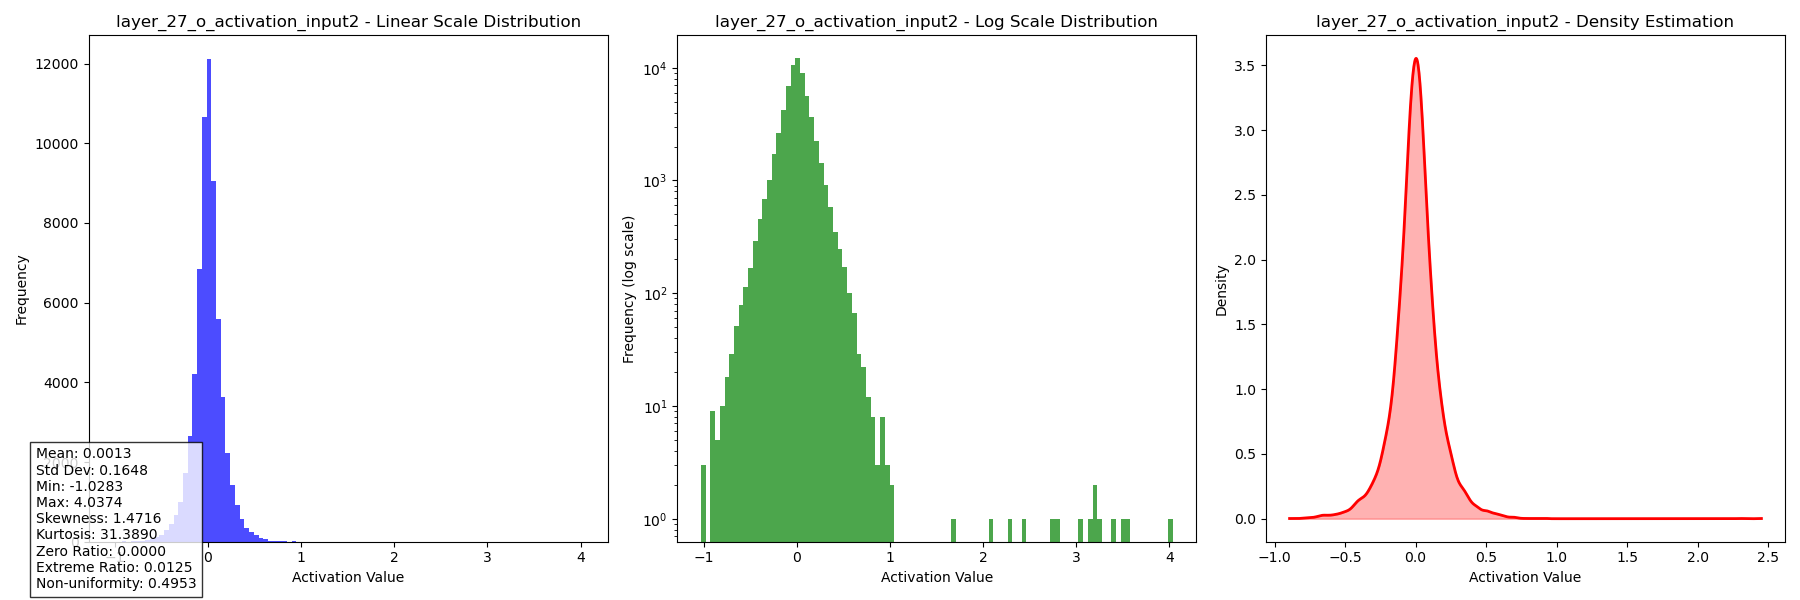 layer_27_o_activation_input2 - Linear Scale Distribution
12000
10000
8000
6000
4000
Frequency
0
1
2
3
4
Activation Value
Mean: 0.0013
Std Dev: 0.1648
Min: -1.0283
Max: 4.0374
Skewness: 1.4716
Kurtosis: 31.3890
Zero Ratio: 0.0000
Extreme Ratio: 0.0125
Non-uniformity: 0.4953
layer_27_o_activation_input2 - Log Scale Distribution
10⁴
10³
10²
10¹
10⁰
Frequency (log scale)
−1
0
1
2
3
4
Activation Value
layer_27_o_activation_input2 - Density Estimation
3.5
3.0
2.5
2.0
1.5
1.0
0.5
0.0
Density
−1.0
−0.5
0.0
0.5
1.0
1.5
2.0
2.5
Activation Value